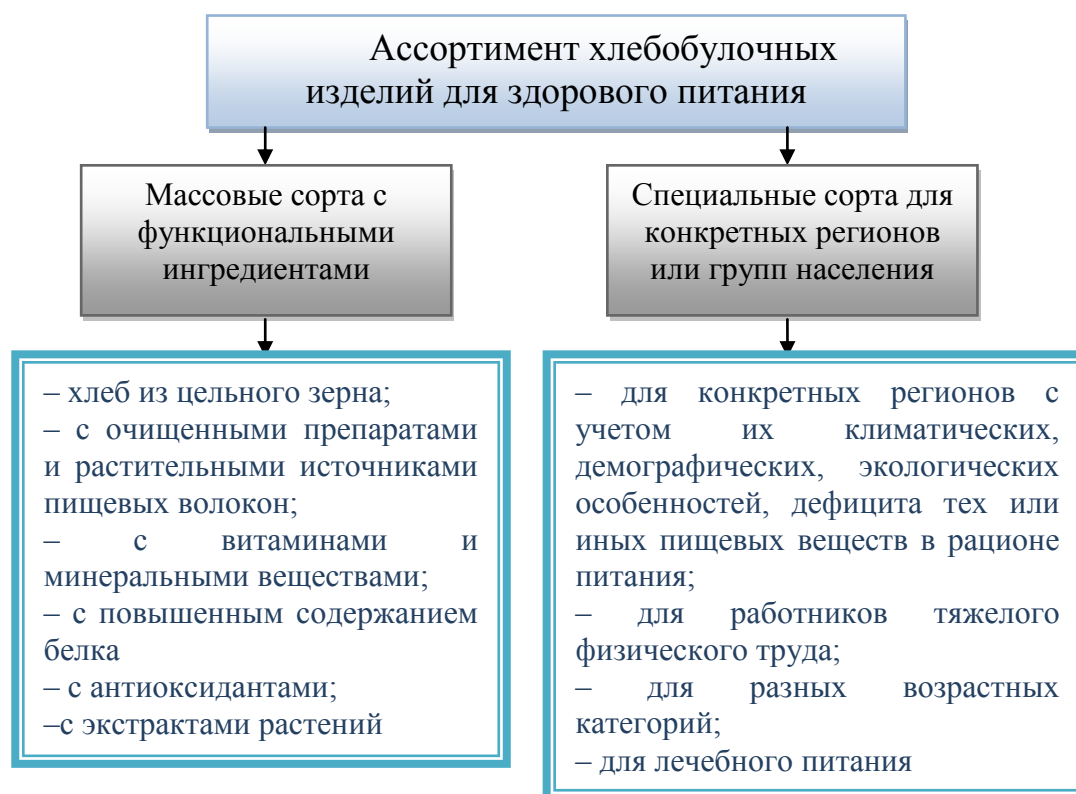 Ассортимент хлебобулочных
изделий для здорового питания
Массовые сорта с
функциональными
ингредиентами
Специальные сорта для
конкретных регионов
или групп населения
– хлеб из цельного зерна;
– с очищенными препаратами
и растительными источниками
пищевых волокон;
– с витаминами и
минеральными веществами;
– с повышенным содержанием
белка
– с антиоксидантами;
–с экстрактами растений
– для конкретных регионов с
учетом их климатических,
демографических, экологических
особенностей, дефицита тех или
иных пищевых веществ в рационе
питания;
– для работников тяжелого
физического труда;
– для разных возрастных
категорий;
– для лечебного питания